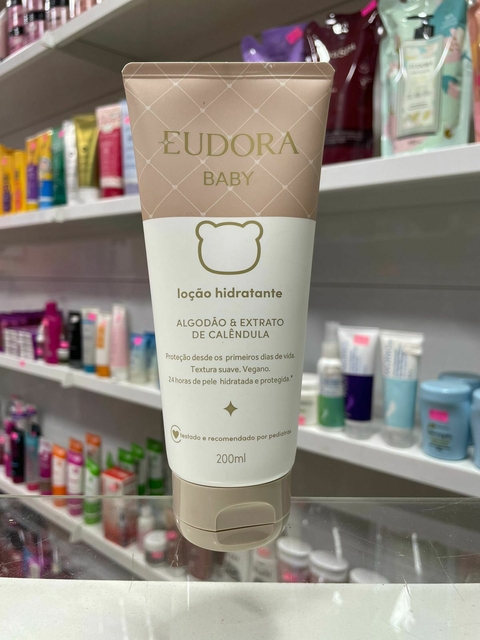 EUDORA
BABY
loção hidratante
ALGODÃO & EXTRATO
DE CALÊNDULA
Proteção desde os primeiros dias de vida.
Textura suave. Vegano.
24 horas de pele hidratada e protegida.*
testado e recomendado por pediatras
200ml